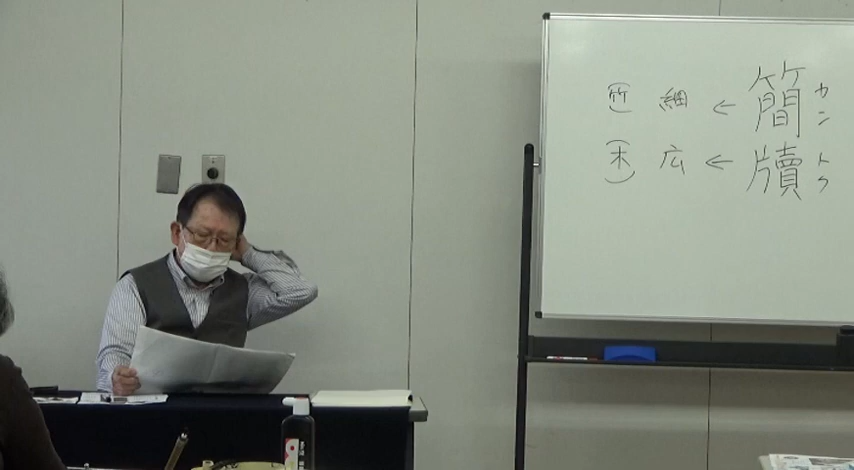 簡 カン ← 細 (竹)
牘 トク ← 広 (木)